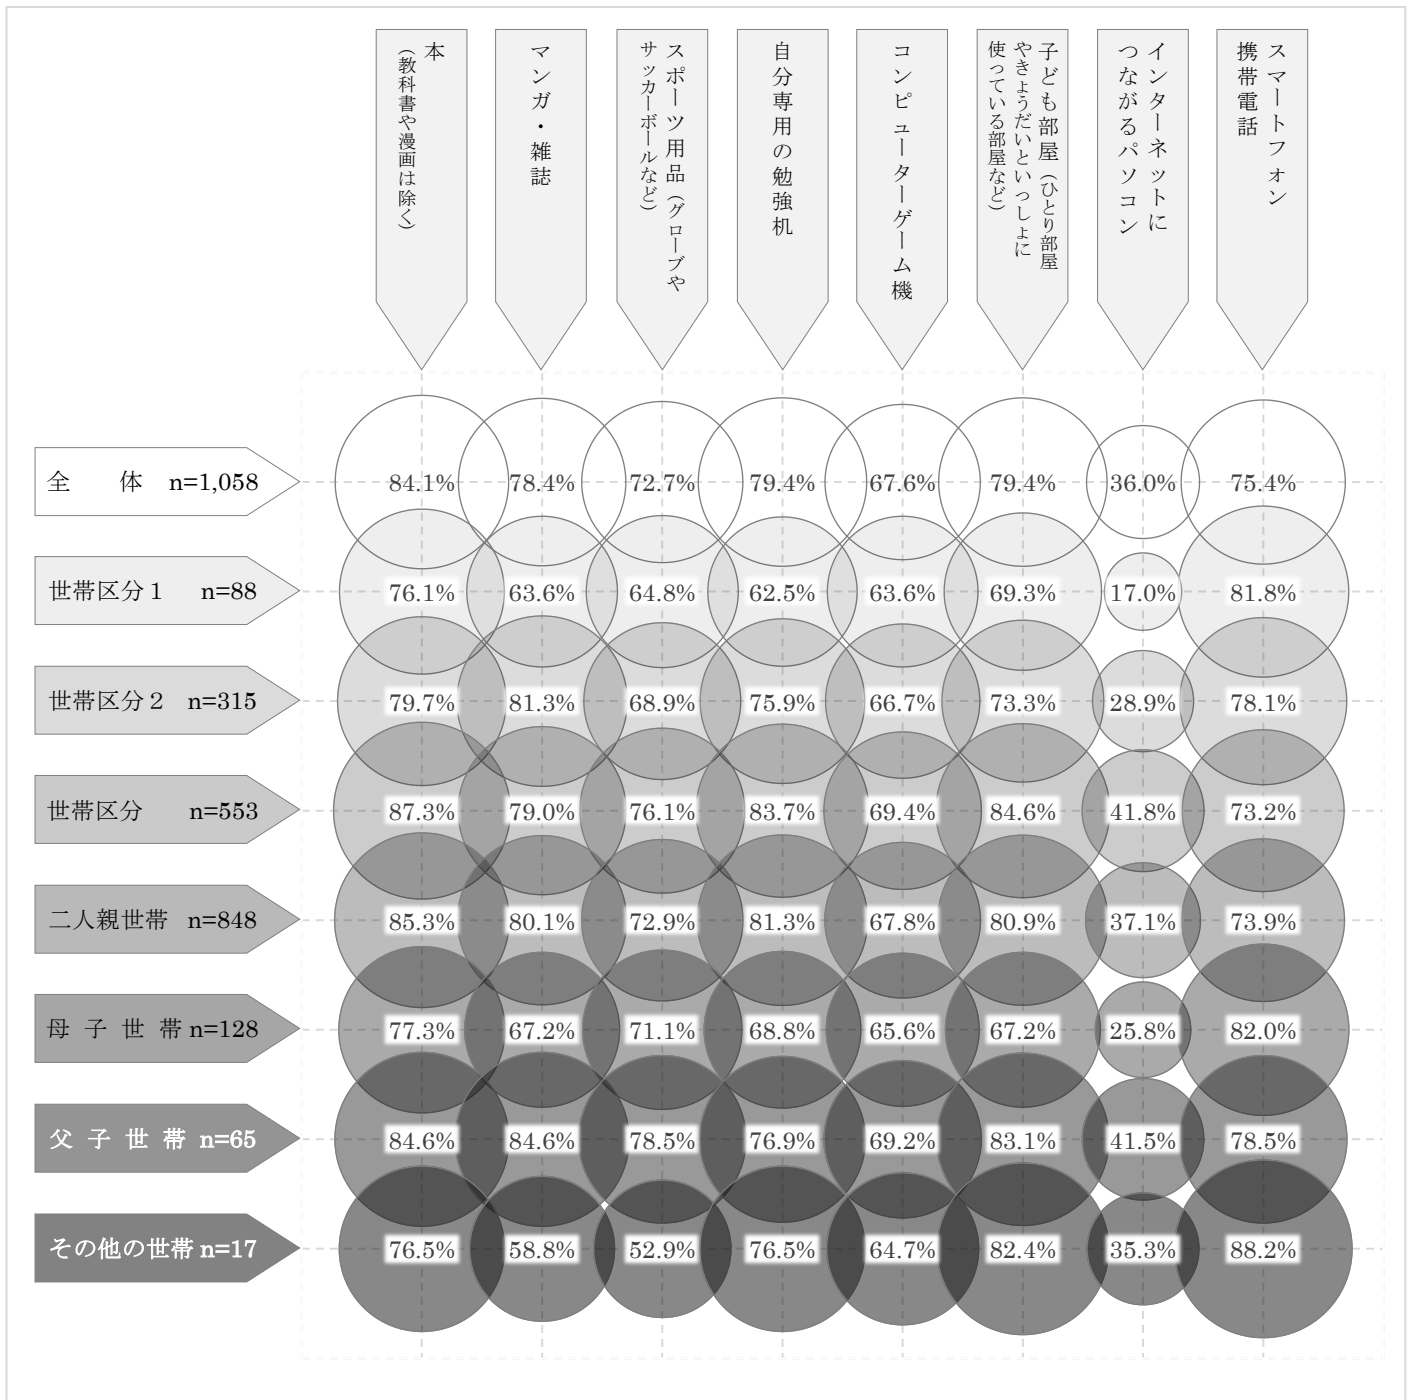 本
(教科書や漫画は除く)
マンガ・雑誌
スポーツ用品(グローブや
サッカーボールなど)
自分専用の勉強机
コンピューターゲーム機
子ども部屋(ひとり部屋
やきょうだいといっしょに
使っている部屋など)
インターネットに
つながるパソコン
スマートフォン
携帯電話
全 体 n=1,058 84.1% 78.4% 72.7% 79.4% 67.6% 79.4% 36.0% 75.4%
世帯区分1 n=88 76.1% 63.6% 64.8% 62.5% 63.6% 69.3% 17.0% 81.8%
世帯区分2 n=315 79.7% 81.3% 68.9% 75.9% 66.7% 73.3% 28.9% 78.1%
世帯区分 n=553 87.3% 79.0% 76.1% 83.7% 69.4% 84.6% 41.8% 73.2%
二人親世帯 n=848 85.3% 80.1% 72.9% 81.3% 67.8% 80.9% 37.1% 73.9%
母 子 世 帯 n=128 77.3% 67.2% 71.1% 68.8% 65.6% 67.2% 25.8% 82.0%
父 子 世 帯 n=65 84.6% 84.6% 78.5% 76.9% 69.2% 83.1% 41.5% 78.5%
その他の世帯 n=17 76.5% 58.8% 52.9% 76.5% 64.7% 82.4% 35.3% 88.2%